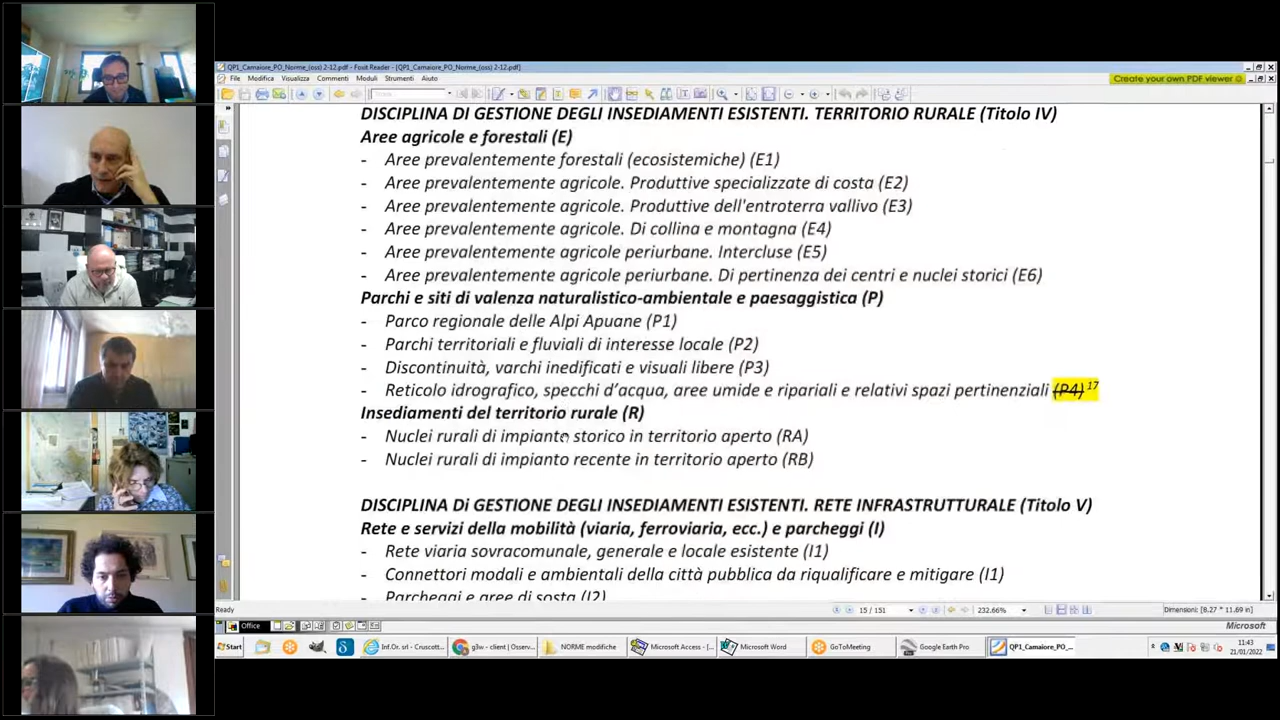 QP1_Camaiore_PO_Norme_(oss) 2-12.pdf - Foxit Reader - [QP1_Camaiore_PO_Norme_(oss) 2-12.pdf]
File Modifica Visualizza Commenti Moduli Strumenti Aiuto
Create your own PDF viewer
DISCIPLINA DI GESTIONE DEGLI INSEDIAMENTI ESISTENTI. TERRITORIO RURALE (Titolo IV)
Aree agricole e forestali (E)
- Aree prevalentemente forestali (ecosistemiche) (E1)
- Aree prevalentemente agricole. Produttive specializzate di costa (E2)
- Aree prevalentemente agricole. Produttive dell'entroterra vallivo (E3)
- Aree prevalentemente agricole. Di collina e montagna (E4)
- Aree prevalentemente agricole periurbane. Intercluse (E5)
- Aree prevalentemente agricole periurbane. Di pertinenza dei centri e nuclei storici (E6)
Parchi e siti di valenza naturalistico-ambientale e paesaggistica (P)
- Parco regionale delle Alpi Apuane (P1)
- Parchi territoriali e fluviali di interesse locale (P2)
- Discontinuità, varchi inedificati e visuali libere (P3)
- Reticolo idrografico, specchi d’acqua, aree umide e ripariali e relativi spazi pertinenziali (P4) 17
Insediamenti del territorio rurale (R)
- Nuclei rurali di impianto storico in territorio aperto (RA)
- Nuclei rurali di impianto recente in territorio aperto (RB)
DISCIPLINA Di GESTIONE DEGLI INSEDIAMENTI ESISTENTI. RETE INFRASTRUTTURALE (Titolo V)
Rete e servizi della mobilità (viaria, ferroviaria, ecc.) e parcheggi (I)
- Rete viaria sovracomunale, generale e locale esistente (I1)
- Connettori modali e ambientali della città pubblica da riqualificare e mitigare (I1)
- Parcheggi e aree di sosta (I2)
Ready 15 / 151 232.66% Dimensioni: [8.27 * 11.69 in]
Office Microsoft
Start Inf.Or. srl - Cruscott... g3w - client | Osserv... NORME modifiche Microsoft Access - [... Microsoft Word GoToMeeting Google Earth Pro QP1_Camaiore_PO_... 11.43
21/01/2022